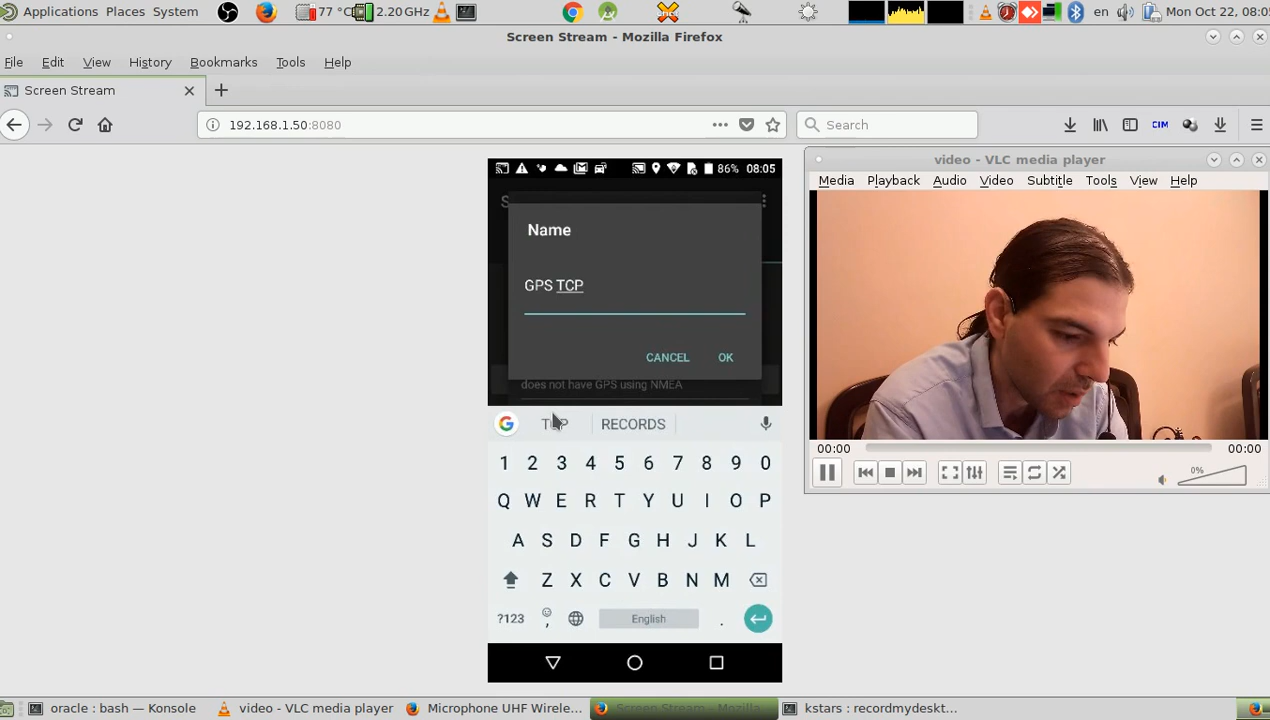 Applications Places System 77 °C 2.20 GHz en Mon Oct 22, 08:05
Screen Stream - Mozilla Firefox
File Edit View History Bookmarks Tools Help
Screen Stream
192.168.1.50:8080 Search CIM
86% 08:05
Name
GPS TCP
CANCEL OK
does not have GPS using NMEA
G TCP RECORDS
1 2 3 4 5 6 7 8 9 0
Q W E R T Y U I O P
A S D F G H J K L
Z X C V B N M
?123 , English .
video - VLC media player
Media Playback Audio Video Subtitle Tools View Help
00:00 00:00
0%
oracle : bash — Konsole video - VLC media player Microphone UHF Wirele... Screen Stream - Mozilla kstars : recordmydeskt...